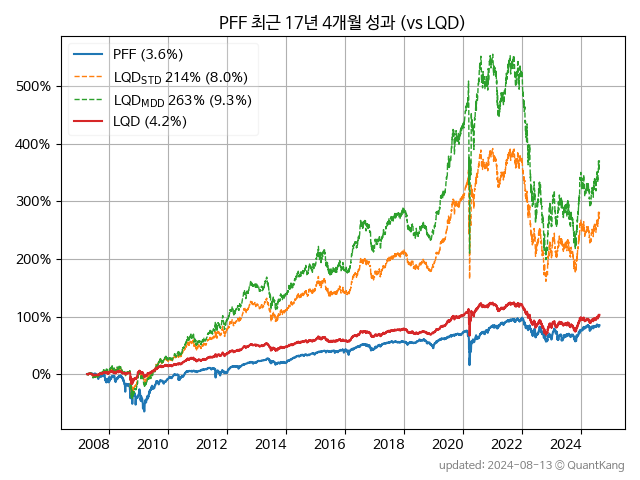 PFF 최근 17년 4개월 성과 (vs LQD)
PFF (3.6%)
LQD_STD 214% (8.0%)
LQD_MDD 263% (9.3%)
LQD (4.2%)
500%
400%
300%
200%
100%
0%
2008 2010 2012 2014 2016 2018 2020 2022 2024
updated: 2024-08-13 © QuantKang